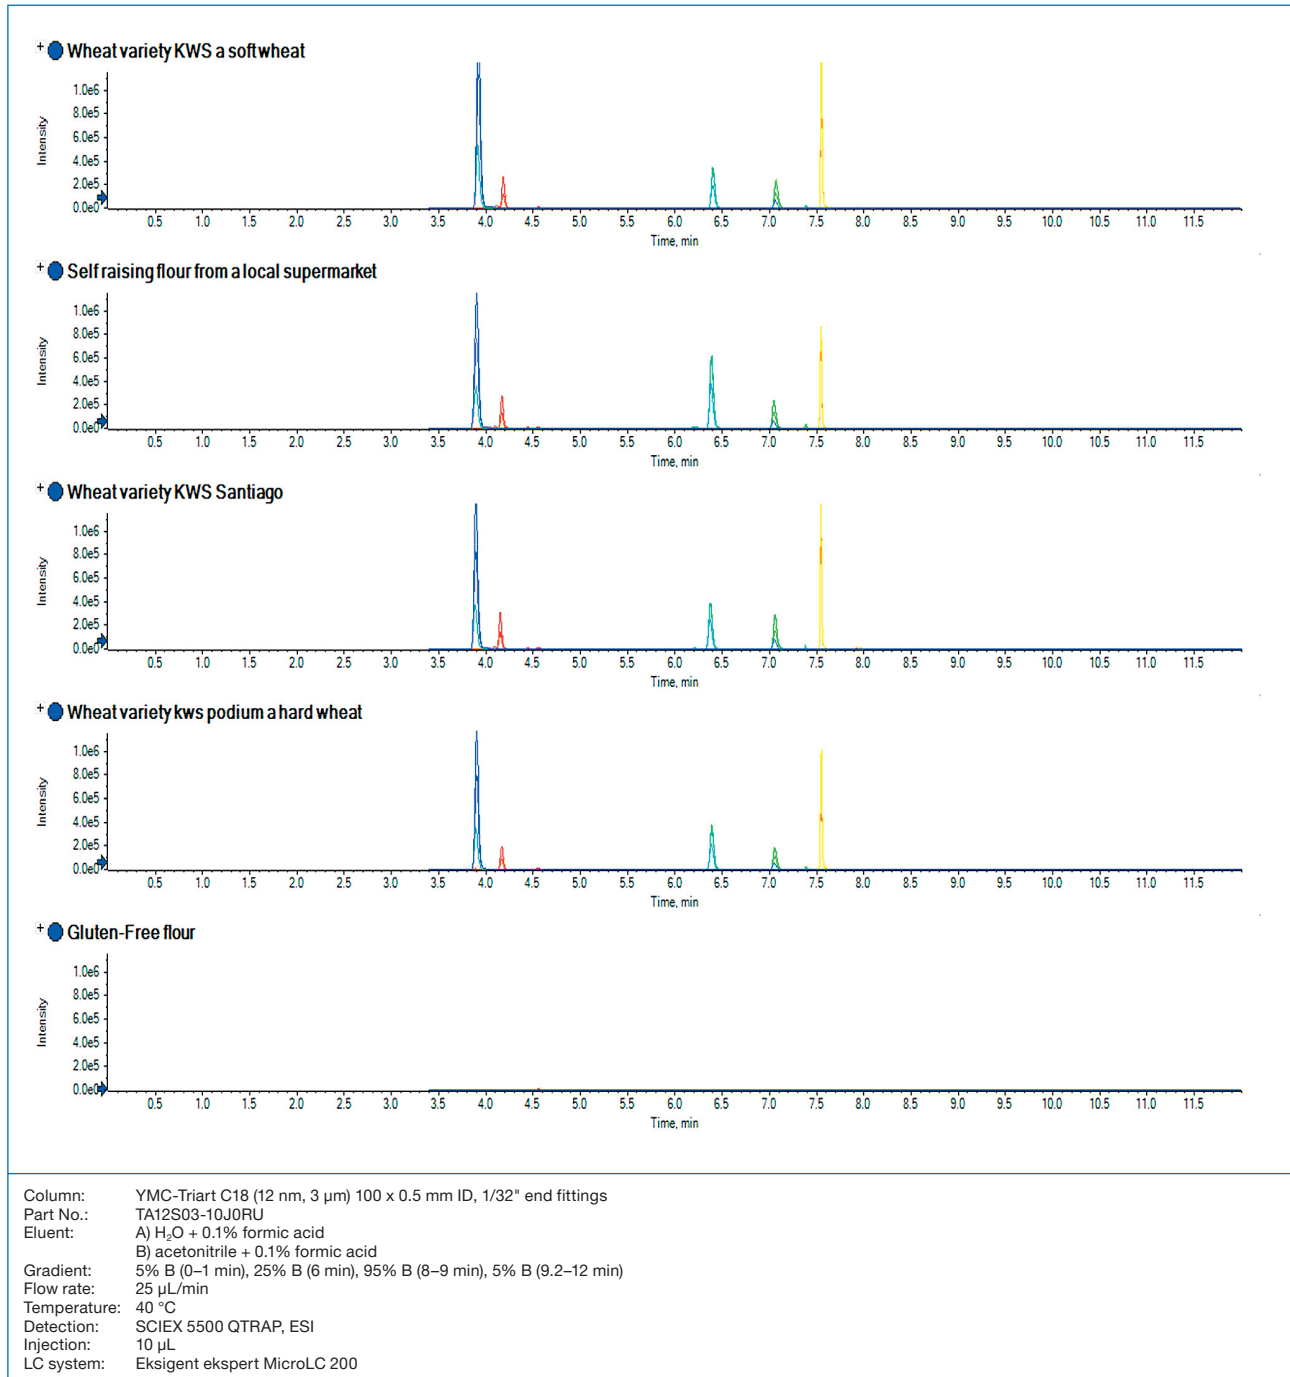 + Wheat variety KWS a soft wheat
Intensity
1.0e6
8.0e5
6.0e5
4.0e5
2.0e5
0.0e0
0.5 1.0 1.5 2.0 2.5 3.0 3.5 4.0 4.5 5.0 5.5 6.0 6.5 7.0 7.5 8.0 8.5 9.0 9.5 10.0 10.5 11.0 11.5
Time, min
+ Self raising flour from a local supermarket
Intensity
1.0e6
8.0e5
6.0e5
4.0e5
2.0e5
0.0e0
0.5 1.0 1.5 2.0 2.5 3.0 3.5 4.0 4.5 5.0 5.5 6.0 6.5 7.0 7.5 8.0 8.5 9.0 9.5 10.0 10.5 11.0 11.5
Time, min
+ Wheat variety KWS Santiago
Intensity
1.0e6
8.0e5
6.0e5
4.0e5
2.0e5
0.0e0
0.5 1.0 1.5 2.0 2.5 3.0 3.5 4.0 4.5 5.0 5.5 6.0 6.5 7.0 7.5 8.0 8.5 9.0 9.5 10.0 10.5 11.0 11.5
Time, min
+ Wheat variety kws podium a hard wheat
Intensity
1.0e6
8.0e5
6.0e5
4.0e5
2.0e5
0.0e0
0.5 1.0 1.5 2.0 2.5 3.0 3.5 4.0 4.5 5.0 5.5 6.0 6.5 7.0 7.5 8.0 8.5 9.0 9.5 10.0 10.5 11.0 11.5
Time, min
+ Gluten-Free flour
Intensity
1.0e6
8.0e5
6.0e5
4.0e5
2.0e5
0.0e0
0.5 1.0 1.5 2.0 2.5 3.0 3.5 4.0 4.5 5.0 5.5 6.0 6.5 7.0 7.5 8.0 8.5 9.0 9.5 10.0 10.5 11.0 11.5
Time, min
Column: YMC-Triart C18 (12 nm, 3 µm) 100 x 0.5 mm ID, 1/32" end fittings
Part No.: TA12S03-10J0RU
Eluent: A) H₂O + 0.1% formic acid
B) acetonitrile + 0.1% formic acid
Gradient: 5% B (0–1 min), 25% B (6 min), 95% B (8–9 min), 5% B (9.2–12 min)
Flow rate: 25 µL/min
Temperature: 40 °C
Detection: SCIEX 5500 QTRAP, ESI
Injection: 10 µL
LC system: Eksigent ekspert MicroLC 200